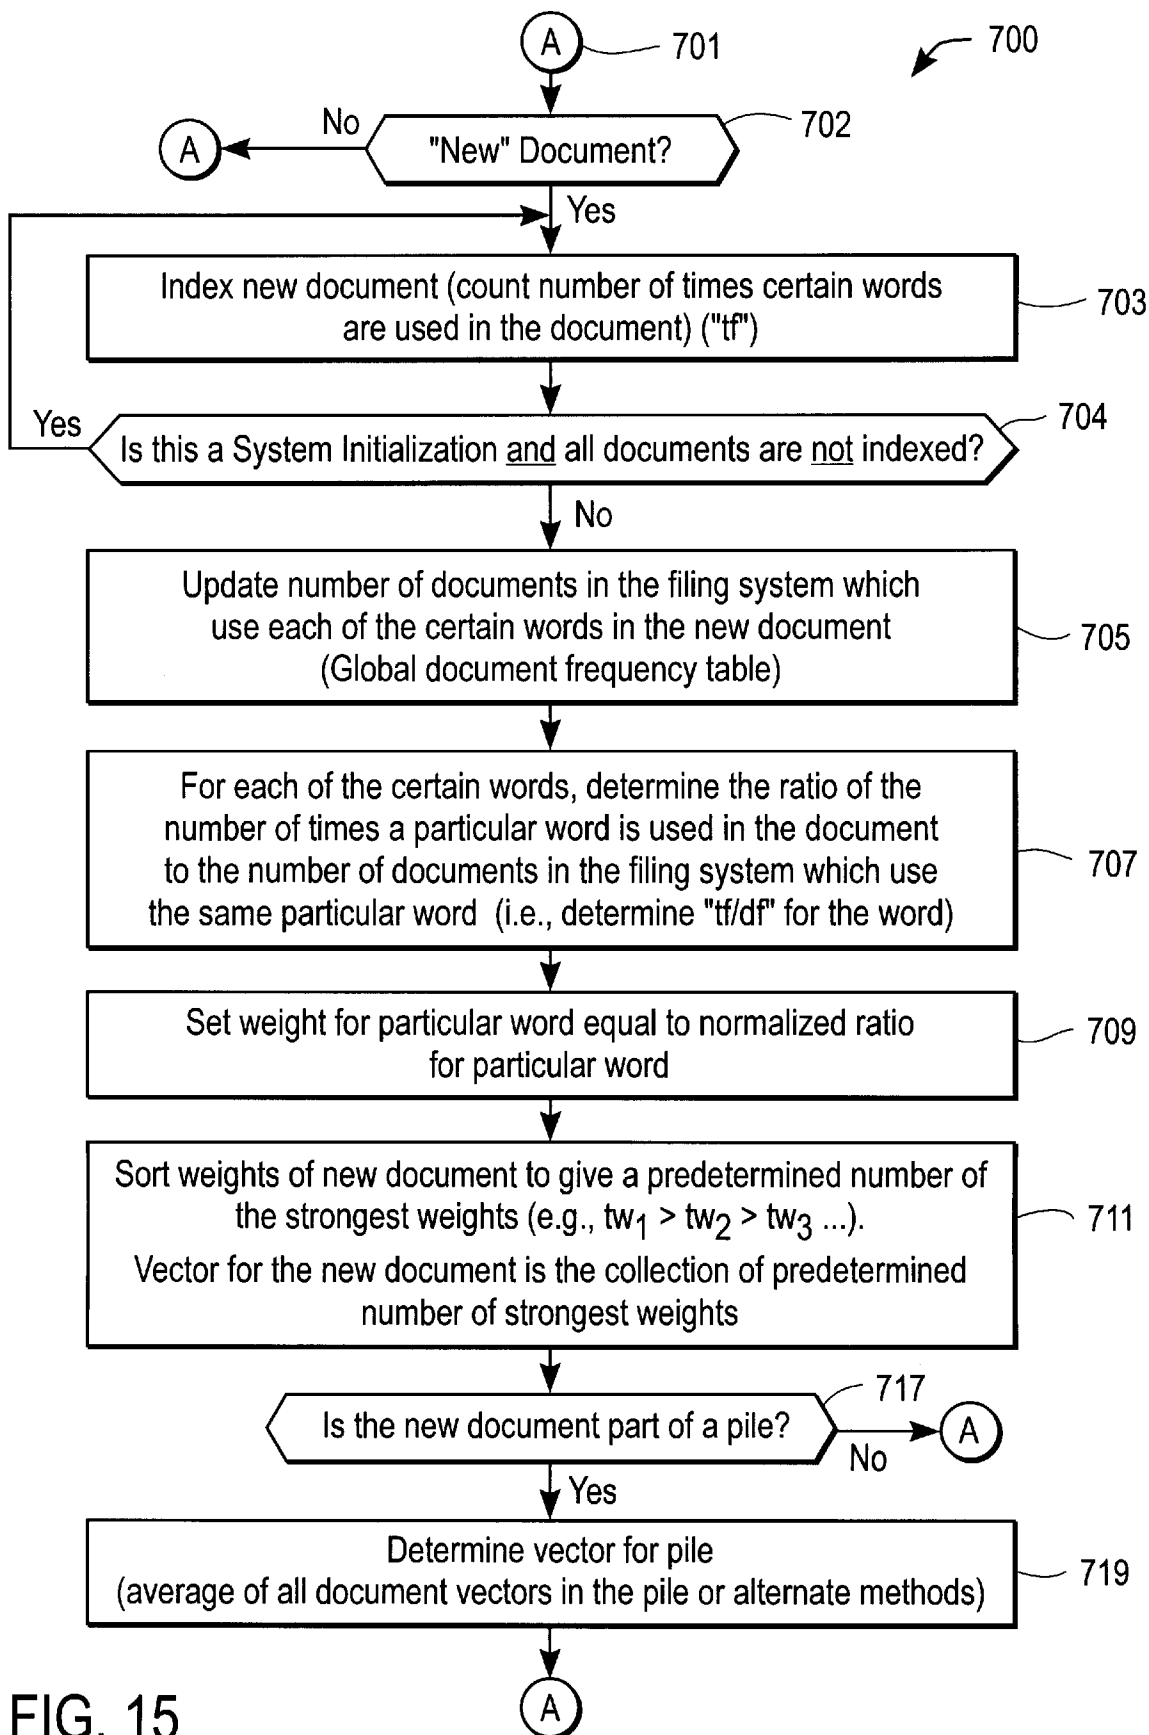 A
701
700
No
702
A
"New" Document?
Yes
Index new document (count number of times certain words
are used in the document) ("tf")
703
Yes
704
Is this a System Initialization and all documents are not indexed?
No
Update number of documents in the filing system which
use each of the certain words in the new document
(Global document frequency table)
705
For each of the certain words, determine the ratio of the
number of times a particular word is used in the document
to the number of documents in the filing system which use
the same particular word (i.e., determine "tf/df" for the word)
707
Set weight for particular word equal to normalized ratio
for particular word
709
Sort weights of new document to give a predetermined number of
the strongest weights (e.g., tw1 > tw2 > tw3 ...).
Vector for the new document is the collection of predetermined
number of strongest weights
711
717
Is the new document part of a pile?
A
No
Yes
Determine vector for pile
(average of all document vectors in the pile or alternate methods)
719
A
FIG. 15